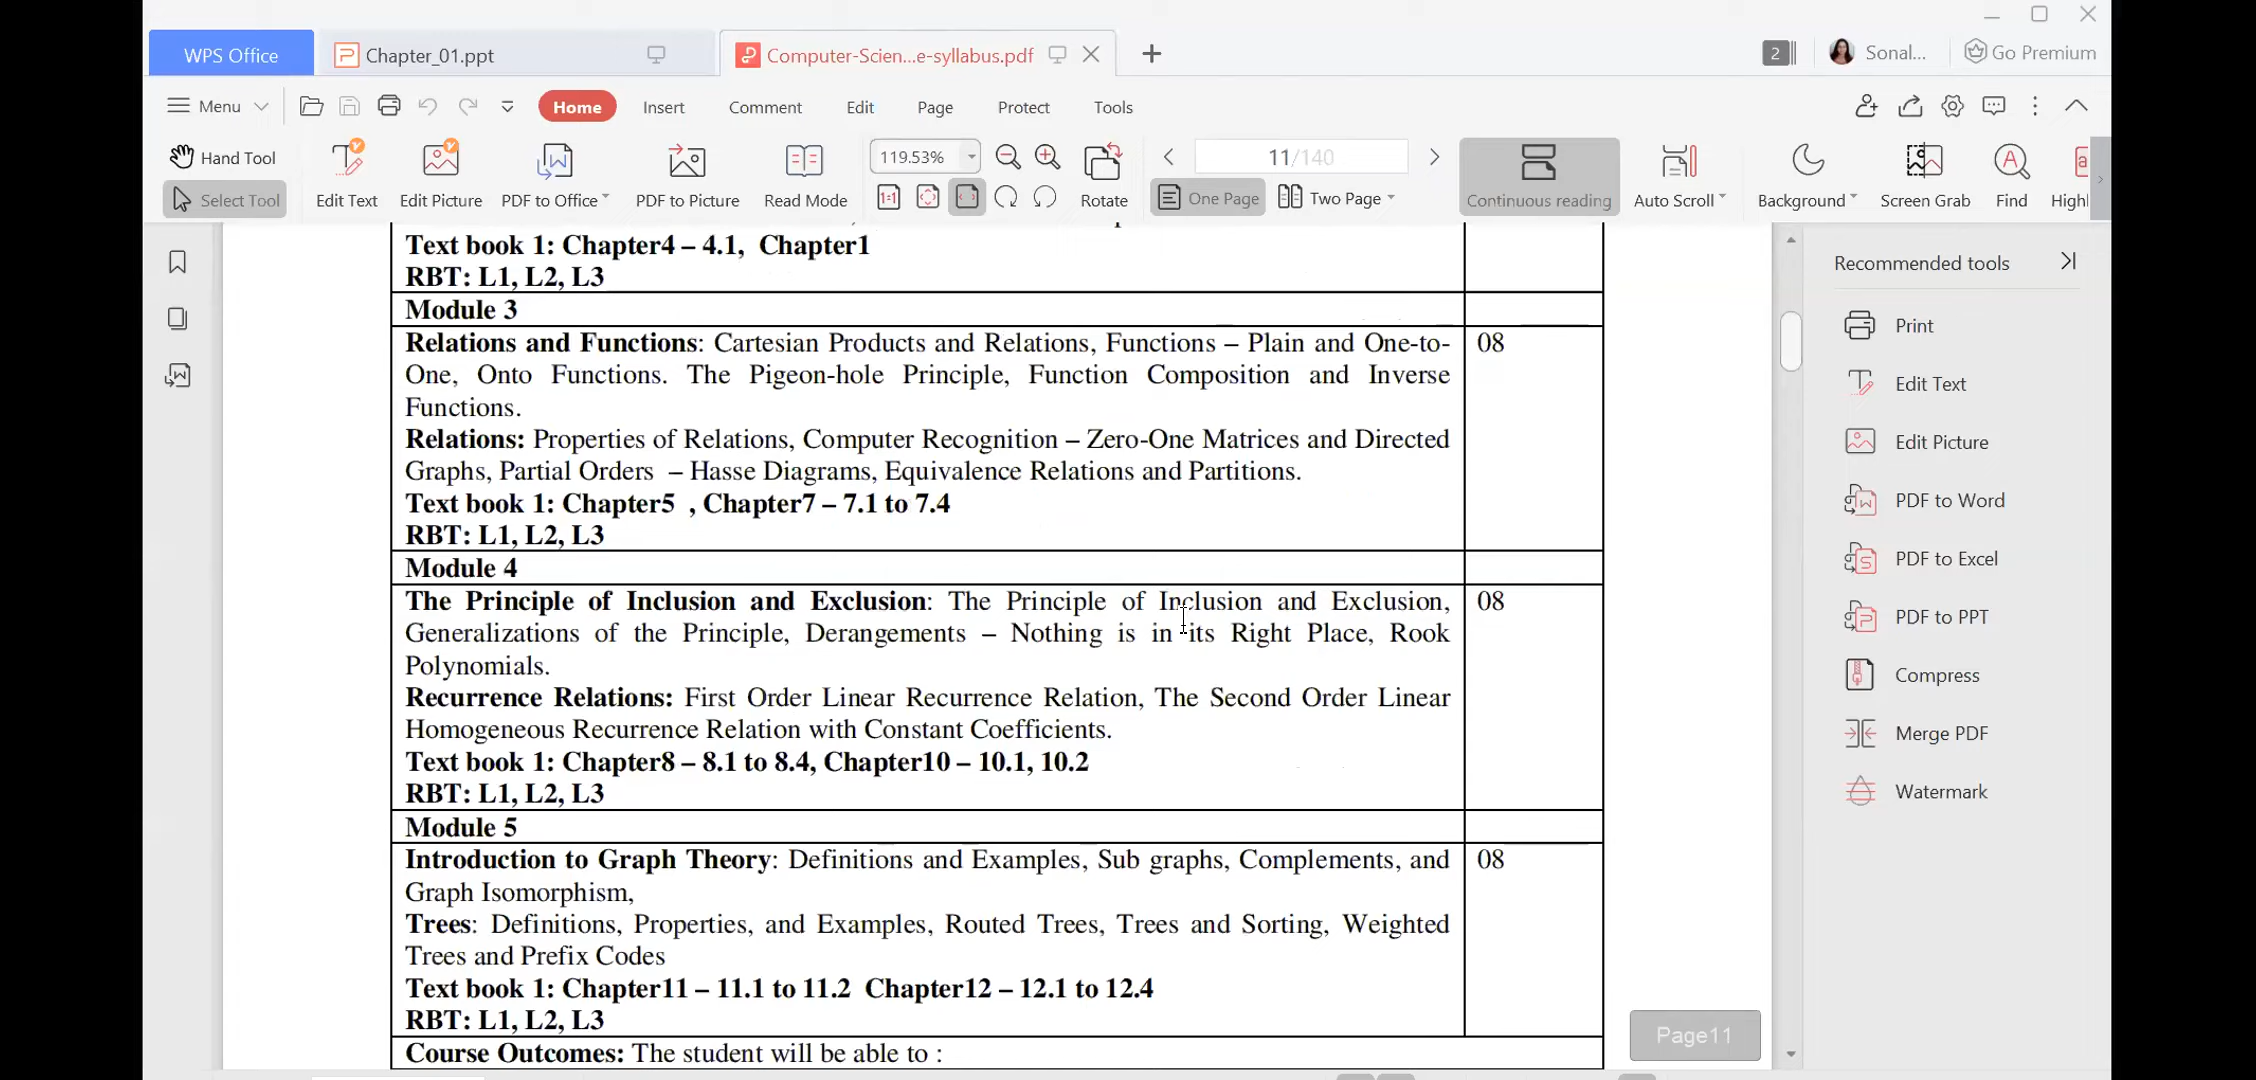 WPS Office
Chapter_01.ppt
Computer-Scien...e-syllabus.pdf
2
Sonal...
Go Premium
Menu
Home
Insert
Comment
Edit
Page
Protect
Tools
Hand Tool
Select Tool
Edit Text
Edit Picture
PDF to Office
PDF to Picture
Read Mode
119.53%
1:1
Rotate
11/140
One Page
Two Page
Continuous reading
Auto Scroll
Background
Screen Grab
Find
Highl
Text book 1: Chapter4 – 4.1, Chapter1
RBT: L1, L2, L3
Module 3
Relations and Functions: Cartesian Products and Relations, Functions – Plain and One-to- 08
One, Onto Functions. The Pigeon-hole Principle, Function Composition and Inverse
Functions.
Relations: Properties of Relations, Computer Recognition – Zero-One Matrices and Directed
Graphs, Partial Orders – Hasse Diagrams, Equivalence Relations and Partitions.
Text book 1: Chapter5 , Chapter7 – 7.1 to 7.4
RBT: L1, L2, L3
Module 4
The Principle of Inclusion and Exclusion: The Principle of Inclusion and Exclusion, 08
Generalizations of the Principle, Derangements – Nothing is in its Right Place, Rook
Polynomials.
Recurrence Relations: First Order Linear Recurrence Relation, The Second Order Linear
Homogeneous Recurrence Relation with Constant Coefficients.
Text book 1: Chapter8 – 8.1 to 8.4, Chapter10 – 10.1, 10.2
RBT: L1, L2, L3
Module 5
Introduction to Graph Theory: Definitions and Examples, Sub graphs, Complements, and 08
Graph Isomorphism,
Trees: Definitions, Properties, and Examples, Routed Trees, Trees and Sorting, Weighted
Trees and Prefix Codes
Text book 1: Chapter11 – 11.1 to 11.2 Chapter12 – 12.1 to 12.4
RBT: L1, L2, L3
Course Outcomes: The student will be able to :
Page11
Recommended tools
Print
Edit Text
Edit Picture
PDF to Word
PDF to Excel
PDF to PPT
Compress
Merge PDF
Watermark